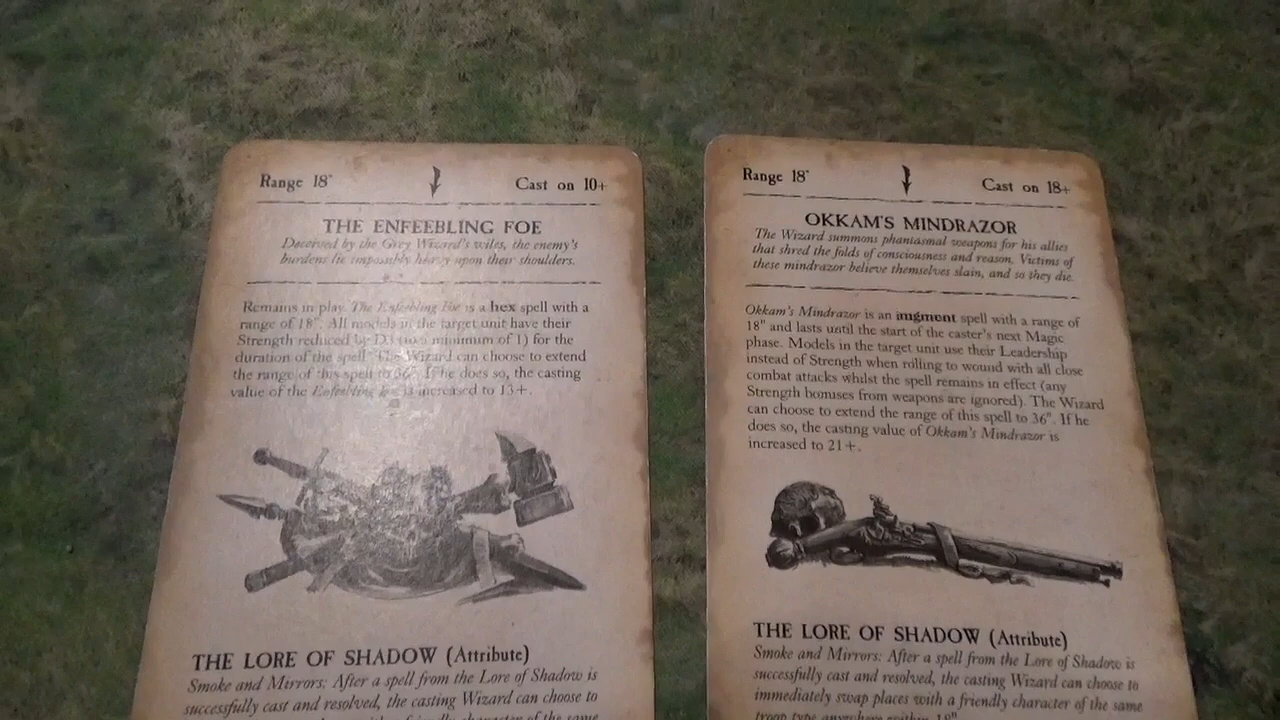 Range 18"
Cast on 10+
THE ENFEEBLING FOE
Deceived by the Grey Wizard's wiles, the enemy's
burdens lie impossibly heavy upon their shoulders.
Remains in play. The Enfeebling Foe is a hex spell with a
range of 18". All models in the target unit have their
Strength reduced by D3 (to a minimum of 1) for the
duration of the spell. The Wizard can choose to extend
the range of this spell to 36". If he does so, the casting
value of the Enfeebling Foe is increased to 13+.
THE LORE OF SHADOW (Attribute)
Smoke and Mirrors: After a spell from the Lore of Shadow is
successfully cast and resolved, the casting Wizard can choose to
friendly character of the same
Range 18"
Cast on 18+
OKKAM'S MINDRAZOR
The Wizard summons phantasmal weapons for his allies
that shred the folds of consciousness and reason. Victims of
these mindrazor believe themselves slain, and so they die.
Okkam's Mindrazor is an augment spell with a range of
18" and lasts until the start of the caster's next Magic
phase. Models in the target unit use their Leadership
instead of Strength when rolling to wound with all close
combat attacks whilst the spell remains in effect (any
Strength bonuses from weapons are ignored). The Wizard
can choose to extend the range of this spell to 36". If he
does so, the casting value of Okkam's Mindrazor is
increased to 21+.
THE LORE OF SHADOW (Attribute)
Smoke and Mirrors: After a spell from the Lore of Shadow is
successfully cast and resolved, the casting Wizard can choose to
immediately swap places with a friendly character of the same
troop type anywhere within 18".